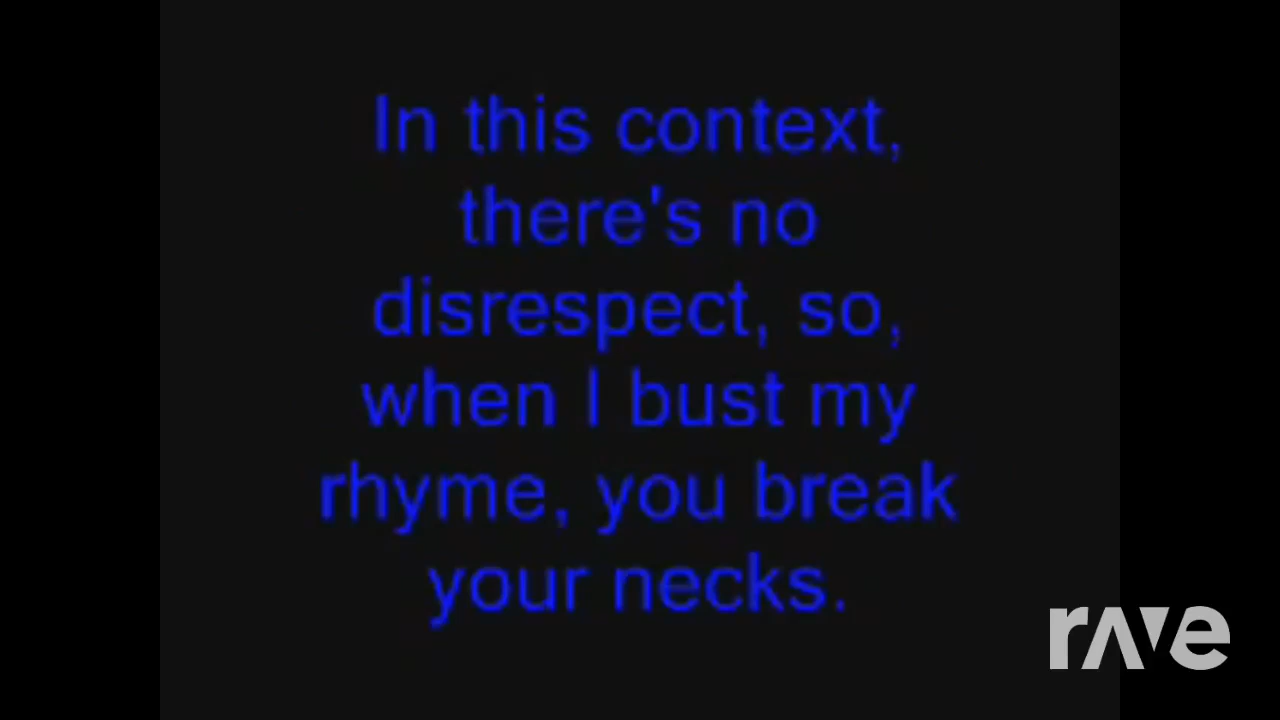 In this context,
there's no
disrespect, so,
when I bust my
rhyme, you break
your necks.
rave